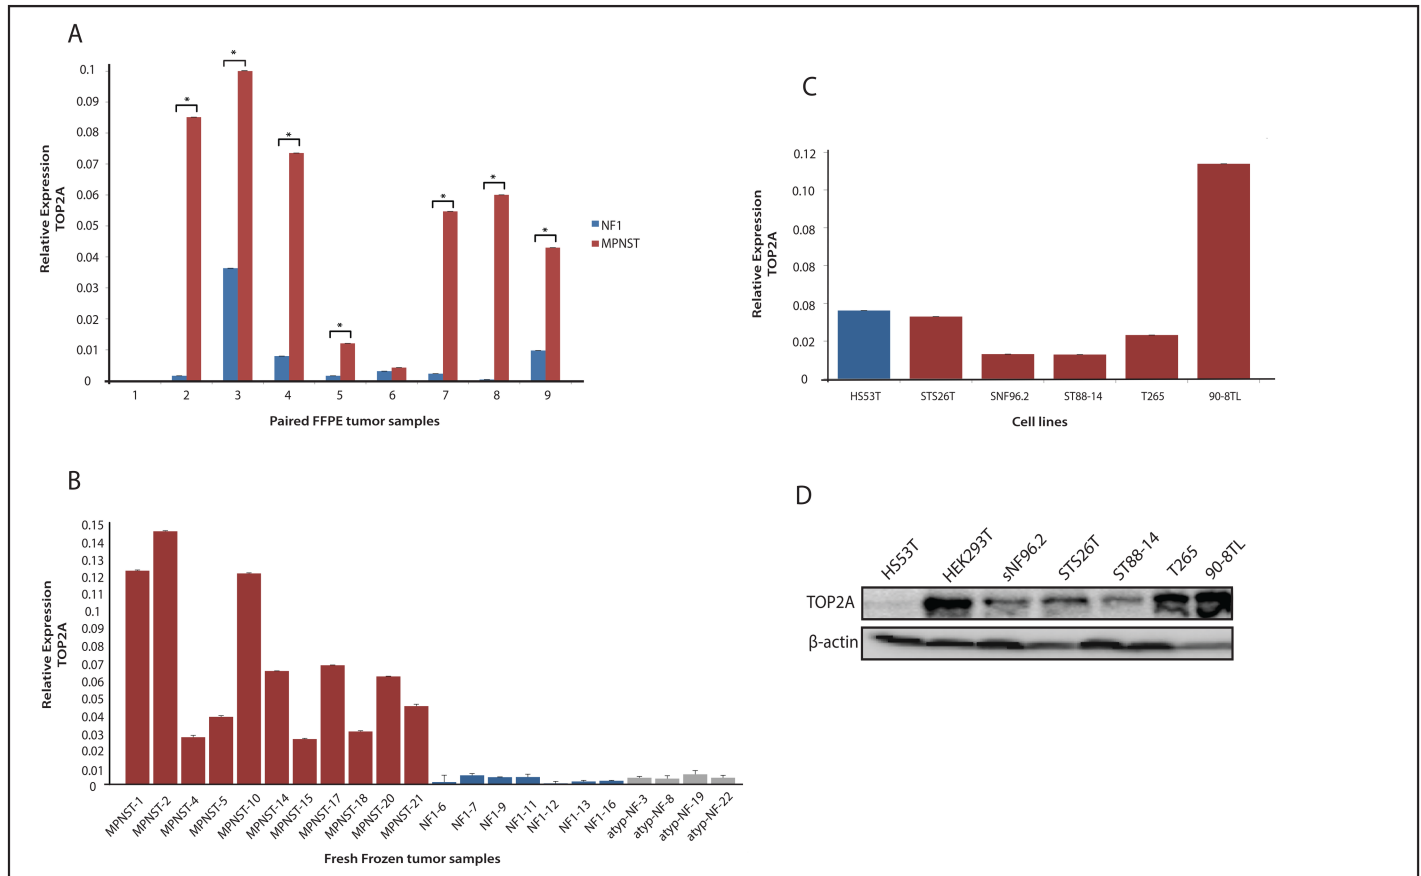 A
Relative Expression
TOP2A
0.1
0.09
0.08
0.07
0.06
0.05
0.04
0.03
0.02
0.01
0
* * * * * * *
1 2 3 4 5 6 7 8 9
Paired FFPE tumor samples
NF1
MPNST
B
Relative Expression
TOP2A
0.15
0.14
0.13
0.12
0.11
0.1
0.09
0.08
0.07
0.06
0.05
0.04
0.03
0.02
0.01
0
MPNST-1
MPNST-2
MPNST-4
MPNST-5
MPNST-10
MPNST-14
MPNST-15
MPNST-17
MPNST-18
MPNST-20
MPNST-21
NF1-6
NF1-7
NF1-9
NF1-11
NF1-12
NF1-13
NF1-16
atyp-NF-3
atyp-NF-8
atyp-NF-19
atyp-NF-22
Fresh Frozen tumor samples
C
Relative Expression
TOP2A
0.12
0.10
0.08
0.08
0.08
0.02
0
HS53T STS26T SNF96.2 ST88-14 T265 90-8TL
Cell lines
D
HS53T
HEK293T
sNF96.2
STS26T
ST88-14
T265
90-8TL
TOP2A
β-actin